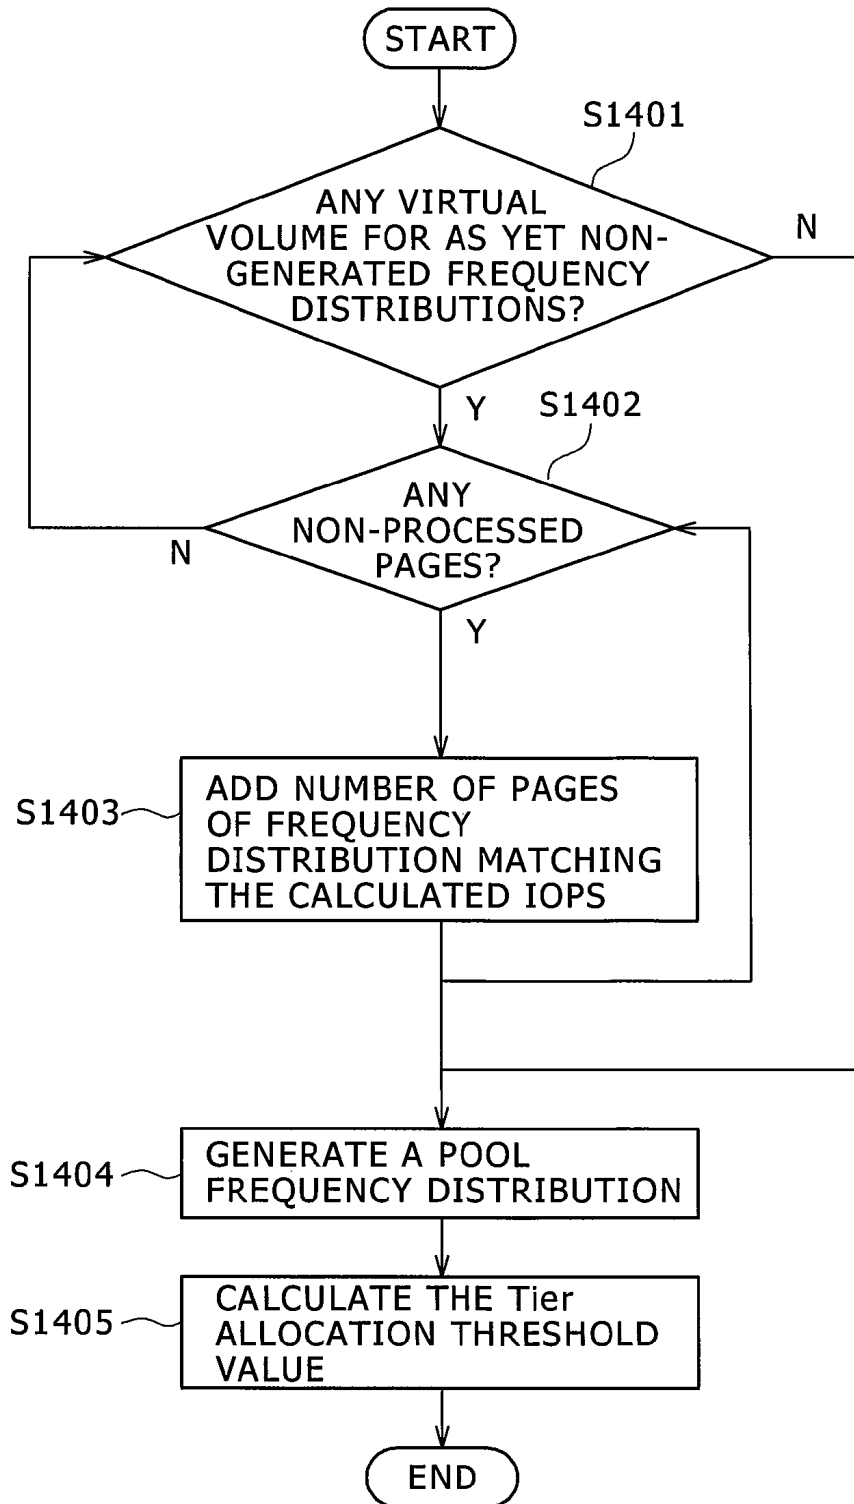 START
S1401
ANY VIRTUAL
VOLUME FOR AS YET NON-
GENERATED FREQUENCY
DISTRIBUTIONS?
N
Y
S1402
ANY
NON-PROCESSED
PAGES?
N
Y
S1403
ADD NUMBER OF PAGES
OF FREQUENCY
DISTRIBUTION MATCHING
THE CALCULATED IOPS
S1404
GENERATE A POOL
FREQUENCY DISTRIBUTION
S1405
CALCULATE THE Tier
ALLOCATION THRESHOLD
VALUE
END